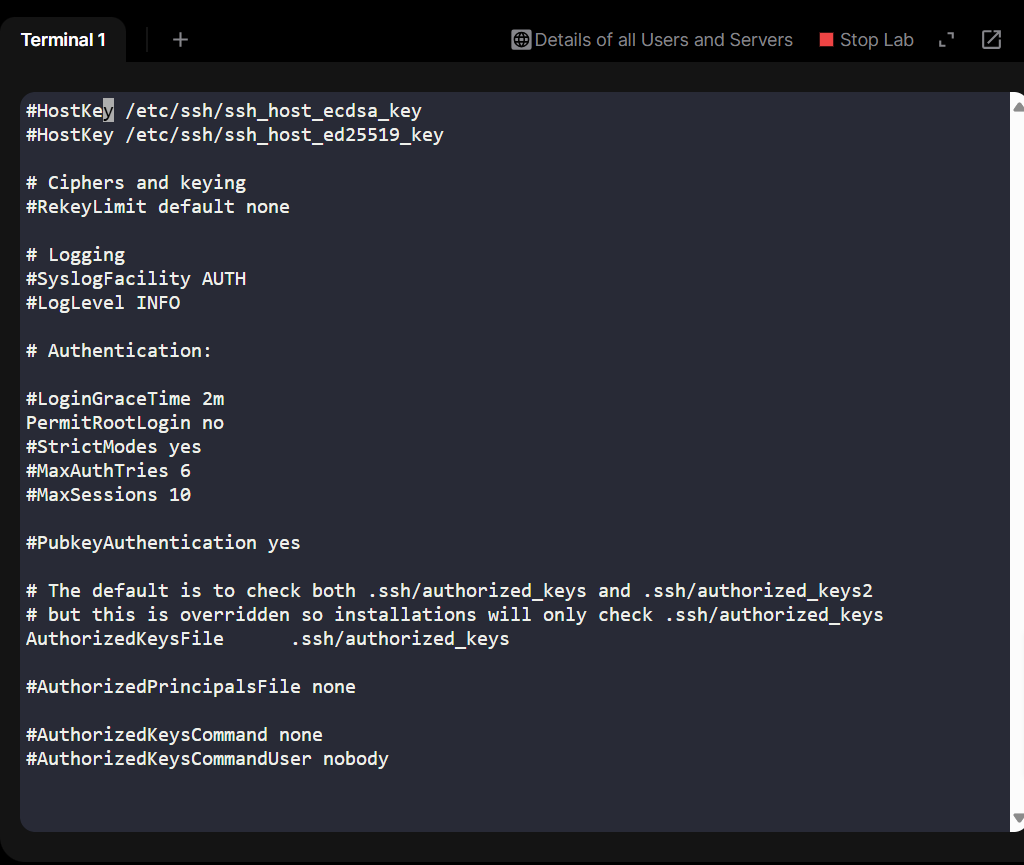 Terminal 1
+
Details of all Users and Servers
Stop Lab
#HostKey /etc/ssh/ssh_host_ecdsa_key
#HostKey /etc/ssh/ssh_host_ed25519_key
# Ciphers and keying
#RekeyLimit default none
# Logging
#SyslogFacility AUTH
#LogLevel INFO
# Authentication:
#LoginGraceTime 2m
PermitRootLogin no
#StrictModes yes
#MaxAuthTries 6
#MaxSessions 10
#PubkeyAuthentication yes
# The default is to check both .ssh/authorized_keys and .ssh/authorized_keys2
# but this is overridden so installations will only check .ssh/authorized_keys
AuthorizedKeysFile      .ssh/authorized_keys
#AuthorizedPrincipalsFile none
#AuthorizedKeysCommand none
#AuthorizedKeysCommandUser nobody